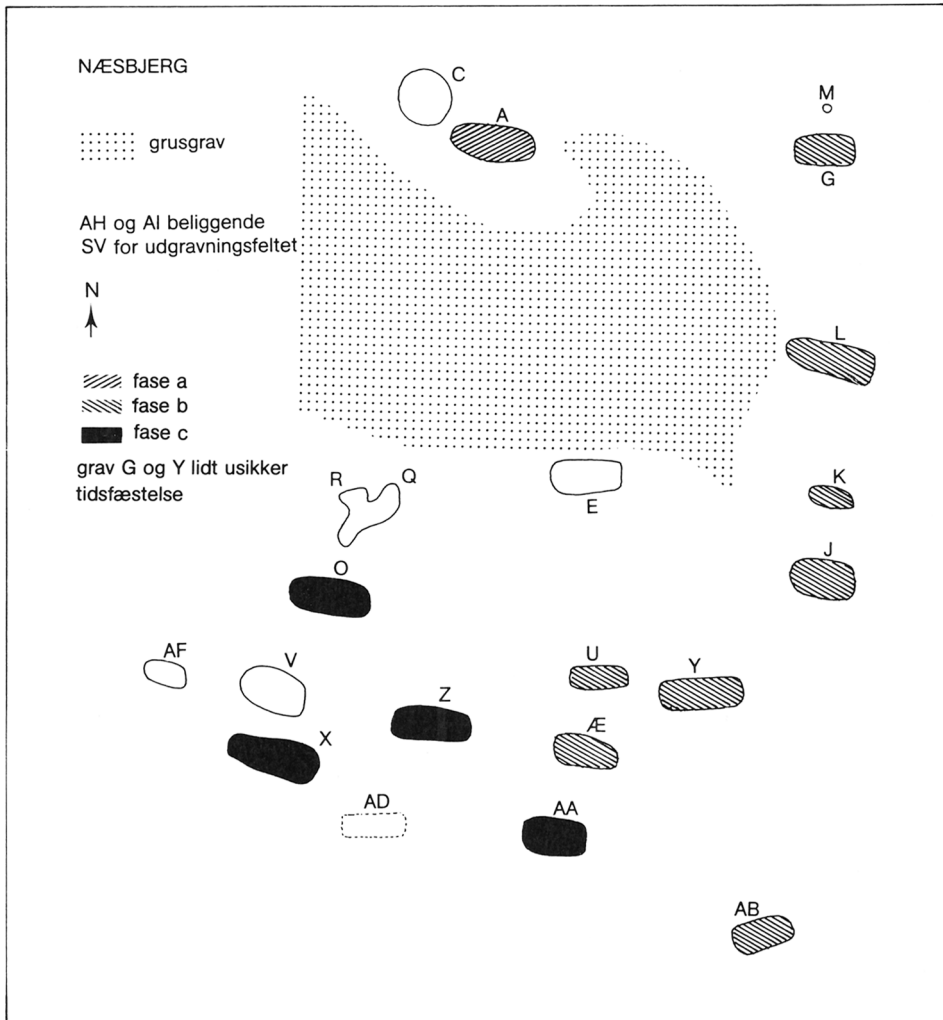 NÆSBJERG
grusgrav
AH og AI beliggende
SV for udgravningsfeltet
N
fase a
fase b
fase c
grav G og Y lidt usikker
tidsfæstelse
C
A
M
G
L
E
K
J
R
Q
O
AF
V
X
Z
U
Y
Æ
AD
AA
AB